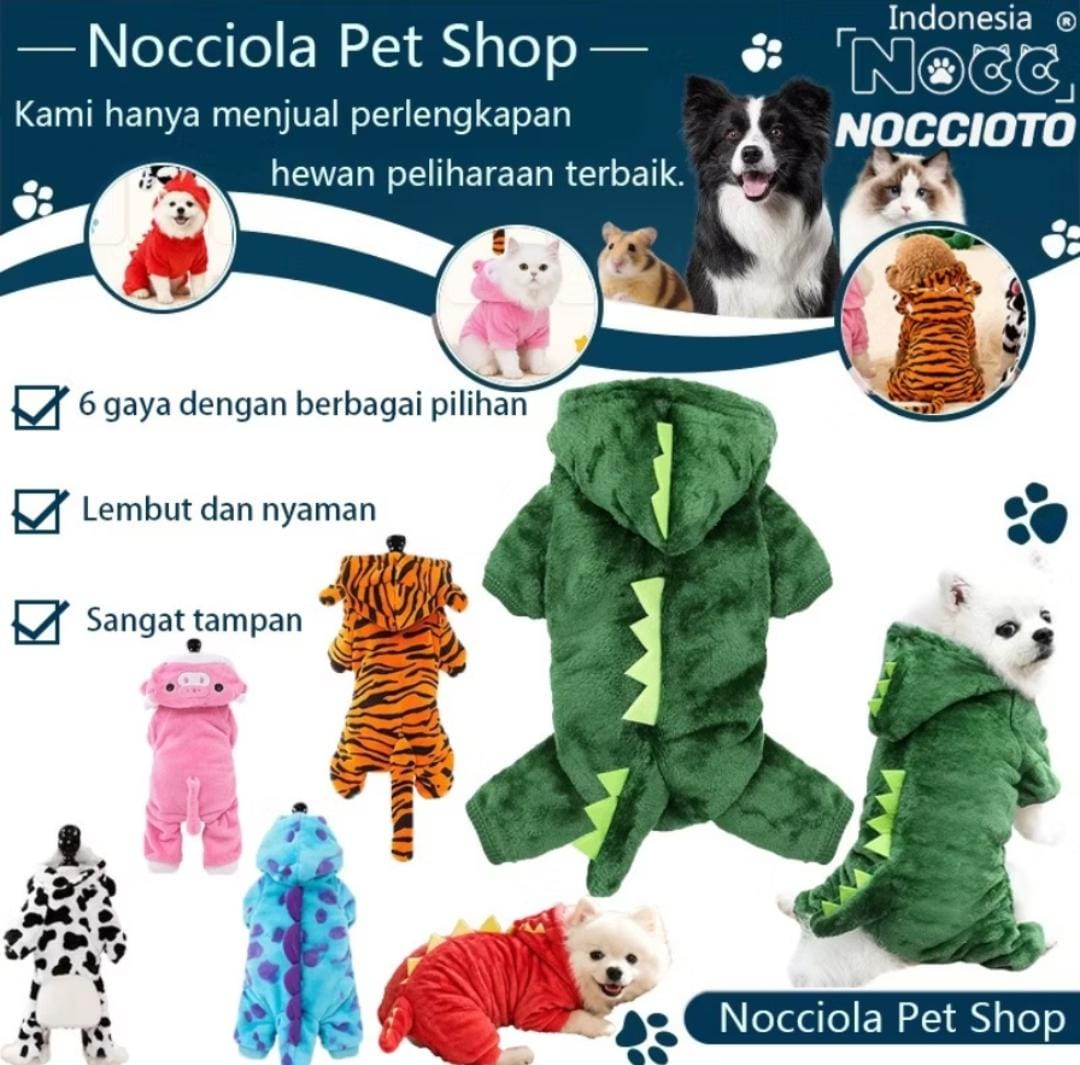 Nocciola Pet Shop
Indonesia ®
NOCC
NOCCIOTO
Kami hanya menjual perlengkapan
hewan peliharaan terbaik.
6 gaya dengan berbagai pilihan
Lembut dan nyaman
Sangat tampan
Nocciola Pet Shop